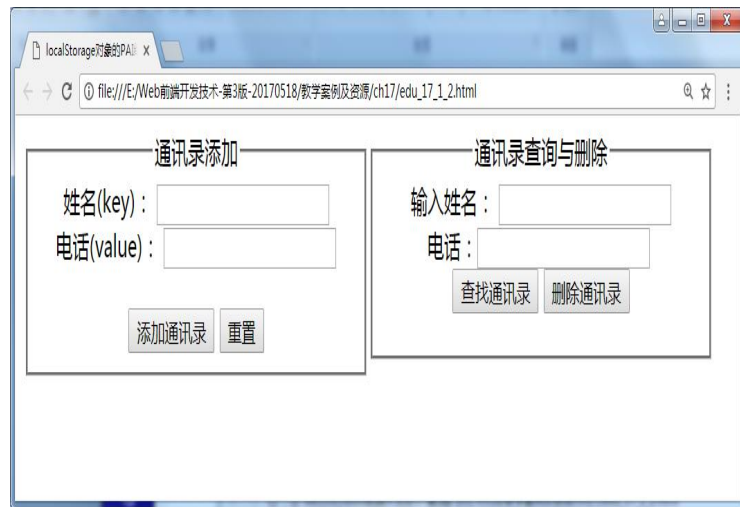 localStorage对象的PA
file:///E:/Web前端开发技术-第3版-20170518/教学案例及资源/ch17/edu_17_1_2.html
通讯录添加
姓名(key)：
电话(value)：
添加通讯录 重置
通讯录查询与删除
输入姓名：
电话：
查找通讯录 删除通讯录